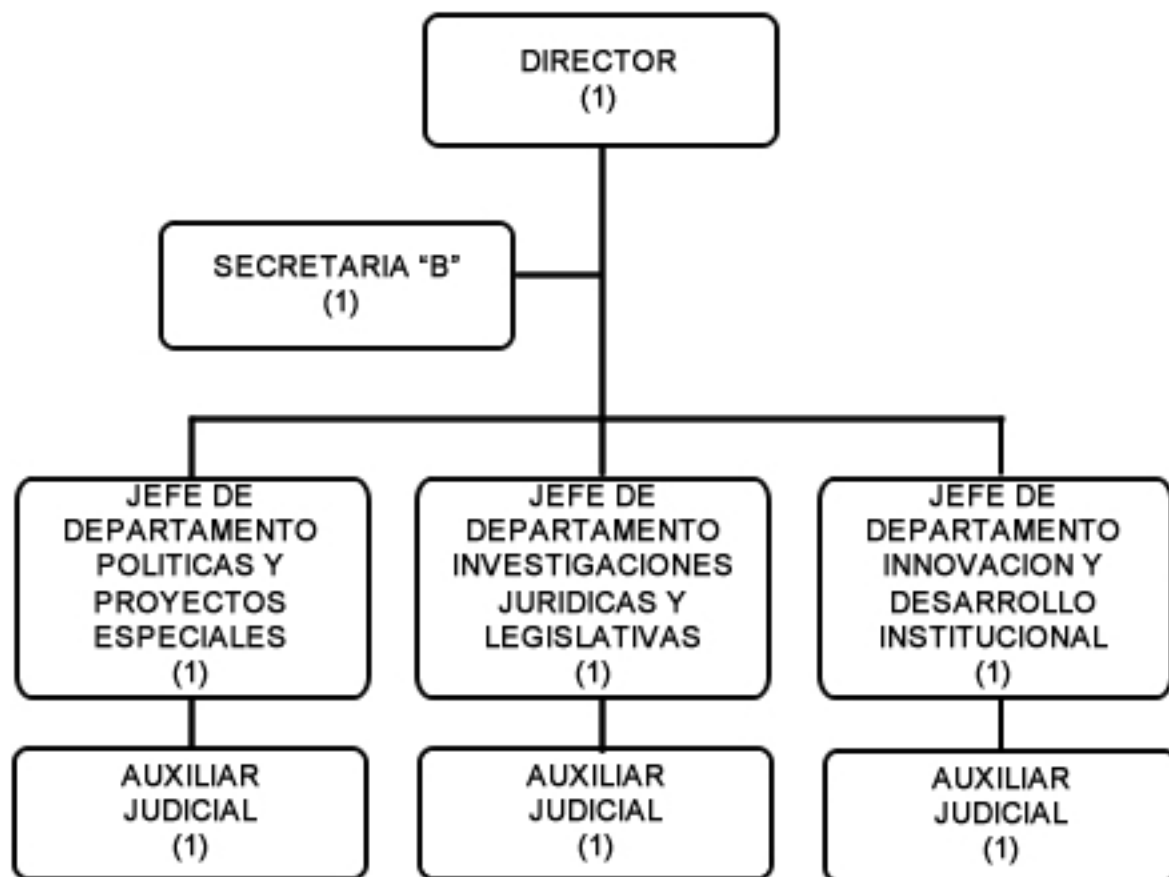 DIRECTOR
(1)
SECRETARIA “B”
(1)
JEFE DE
DEPARTAMENTO
POLITICAS Y
PROYECTOS
ESPECIALES
(1)
JEFE DE
DEPARTAMENTO
INVESTIGACIONES
JURIDICAS Y
LEGISLATIVAS
(1)
JEFE DE
DEPARTAMENTO
INNOVACION Y
DESARROLLO
INSTITUCIONAL
(1)
AUXILIAR
JUDICIAL
(1)
AUXILIAR
JUDICIAL
(1)
AUXILIAR
JUDICIAL
(1)